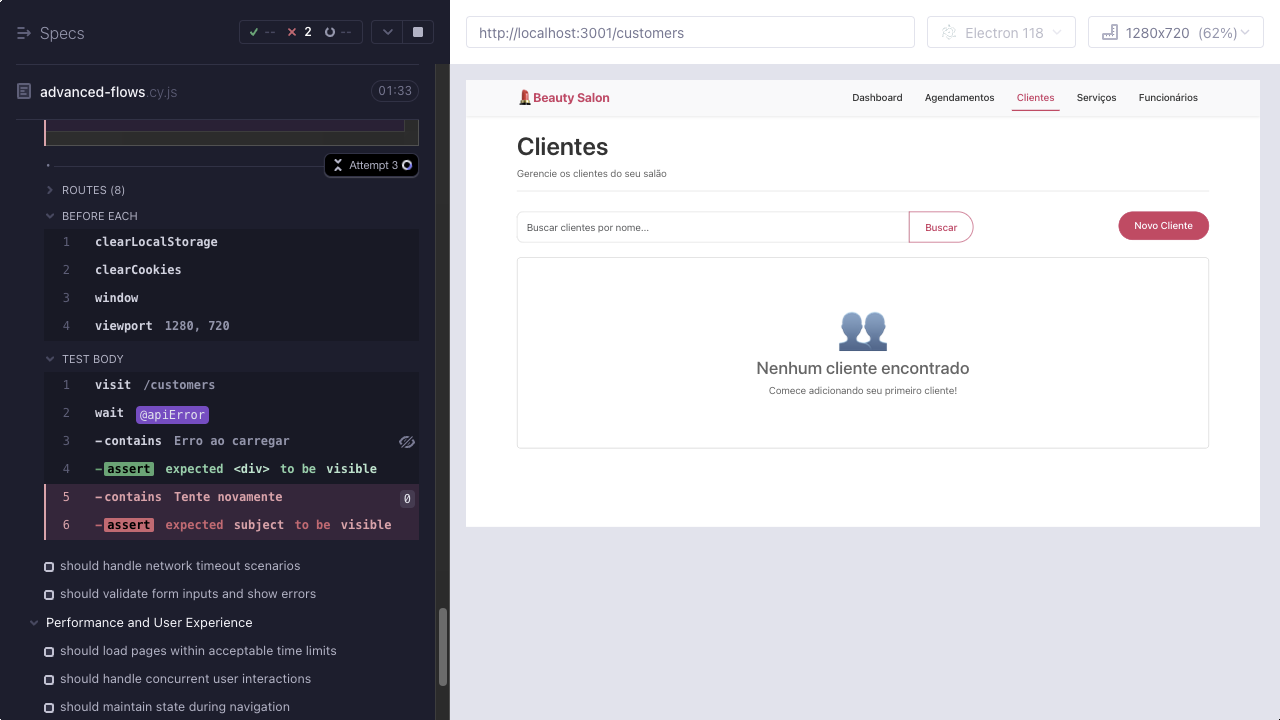 Specs
-- 2 --
advanced-flows.cy.js 01:33
Attempt 3
ROUTES (8)
BEFORE EACH
1 clearLocalStorage
2 clearCookies
3 window
4 viewport 1280, 720
TEST BODY
1 visit /customers
2 wait @apiError
3 -contains Erro ao carregar
4 -assert expected <div> to be visible
5 -contains Tente novamente 0
6 -assert expected subject to be visible
should handle network timeout scenarios
should validate form inputs and show errors
Performance and User Experience
should load pages within acceptable time limits
should handle concurrent user interactions
should maintain state during navigation
http://localhost:3001/customers
Electron 118
1280x720 (62%)
Beauty Salon
Dashboard Agendamentos Clientes Serviços Funcionários
Clientes
Gerencie os clientes do seu salão
Buscar clientes por nome...
Buscar
Novo Cliente
Nenhum cliente encontrado
Comece adicionando seu primeiro cliente!